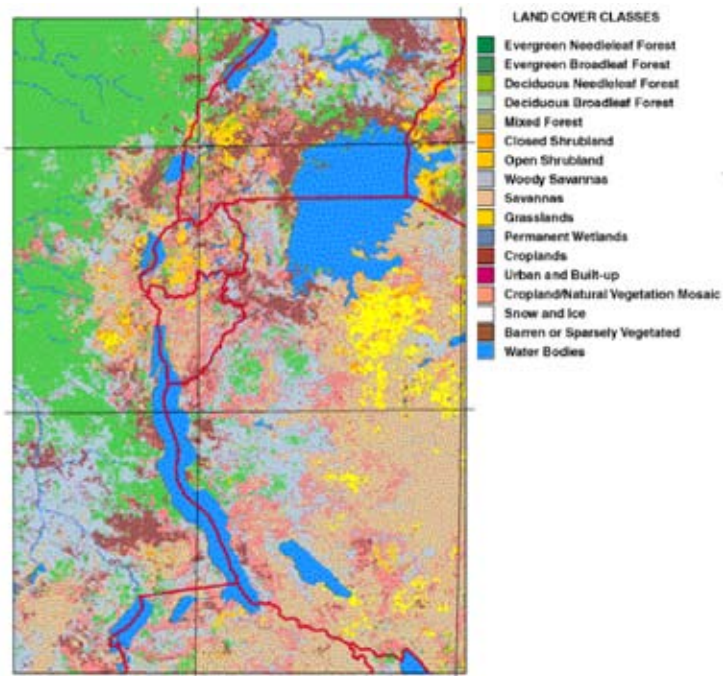 LAND COVER CLASSES
Evergreen Needleleaf Forest
Evergreen Broadleaf Forest
Deciduous Needleleaf Forest
Deciduous Broadleaf Forest
Mixed Forest
Closed Shrubland
Open Shrubland
Woody Savannas
Savannas
Grasslands
Permanent Wetlands
Croplands
Urban and Built-up
Cropland/Natural Vegetation Mosaic
Snow and Ice
Barren or Sparsely Vegetated
Water Bodies